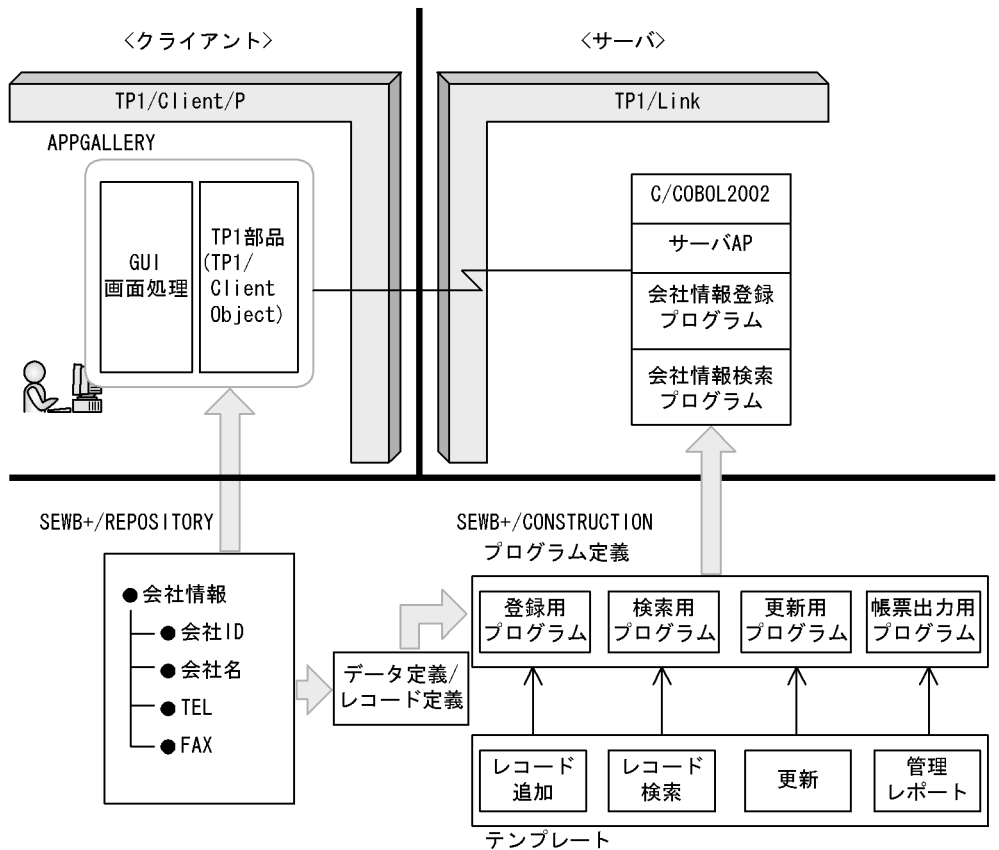 〈クライアント〉
〈サーバ〉
TP1/Client/P
TP1/Link
APPGALLERY
GUI
画面処理
TP1部品
(TP1/
Client
Object)
C/COBOL2002
サーバAP
会社情報登録
プログラム
会社情報検索
プログラム
SEWB+/REPOSITORY
会社情報
会社ID
会社名
TEL
FAX
データ定義/
レコード定義
SEWB+/CONSTRUCTION
プログラム定義
登録用
プログラム
検索用
プログラム
更新用
プログラム
帳票出力用
プログラム
レコード
追加
レコード
検索
更新
管理
レポート
テンプレート